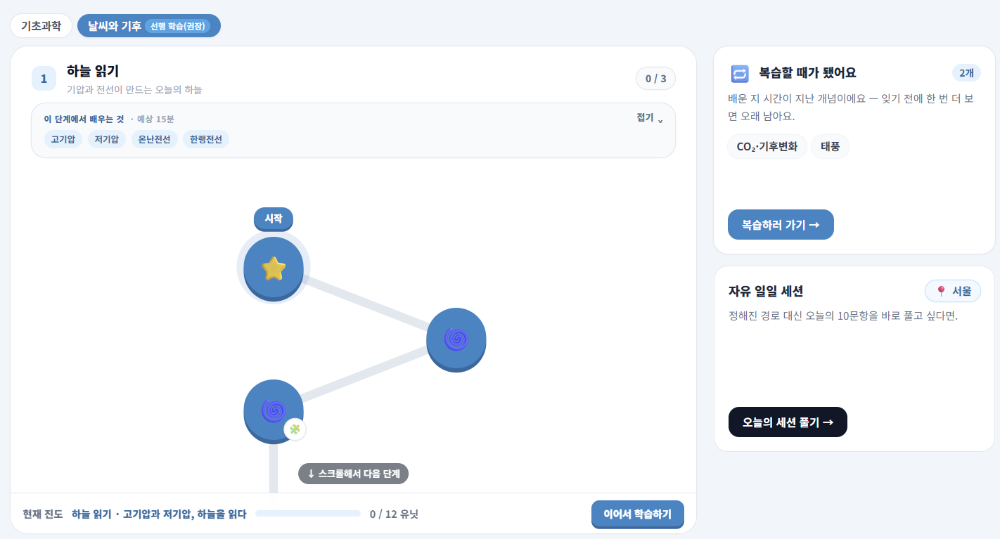 기초과학
날씨와 기후 선행 학습(권장)
1
하늘 읽기
기압과 전선이 만드는 오늘의 하늘
0 / 3
이 단계에서 배우는 것 · 예상 15분
접기
고기압
저기압
온난전선
한랭전선
시작
↓ 스크롤해서 다음 단계
현재 진도
하늘 읽기 · 고기압과 저기압, 하늘을 읽다
0 / 12 유닛
이어서 학습하기
복습할 때가 됐어요
2개
배운 지 시간이 지난 개념이에요 — 잊기 전에 한 번 더 보
면 오래 남아요.
CO₂·기후변화
태풍
복습하러 가기 →
자유 일일 세션
서울
정해진 경로 대신 오늘의 10문항을 바로 풀고 싶다면.
오늘의 세션 풀기 →